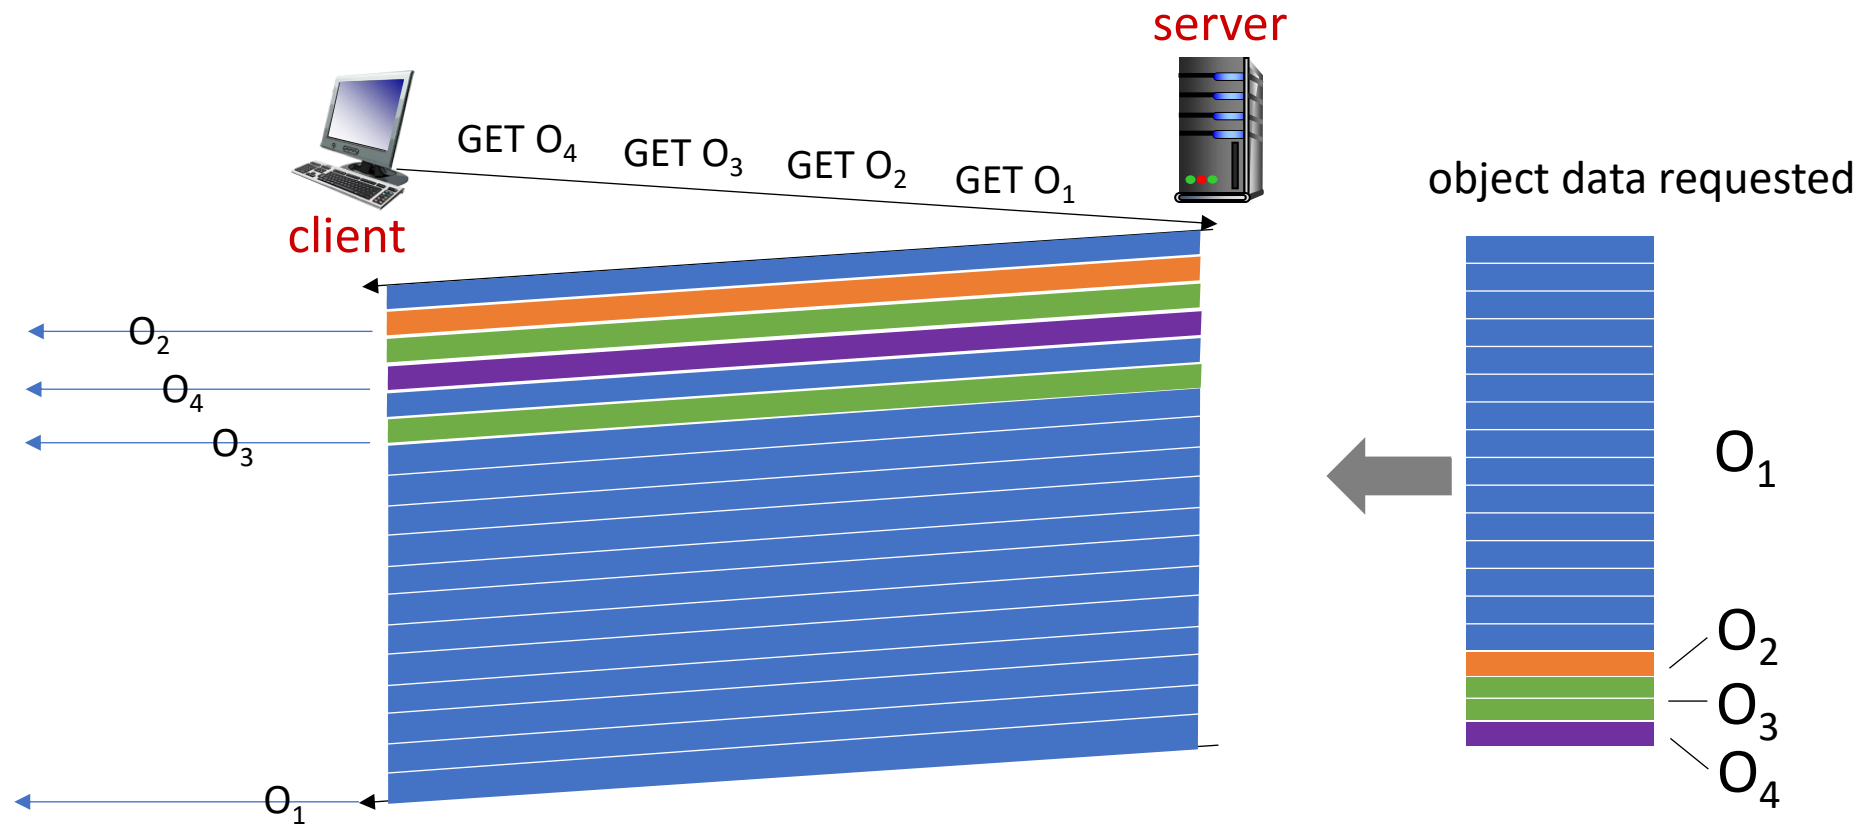 server
GET O₄
GET O₃
GET O₂
GET O₁
object data requested
client
O₂
O₄
O₃
O₁
O₁
O₂
O₃
O₄